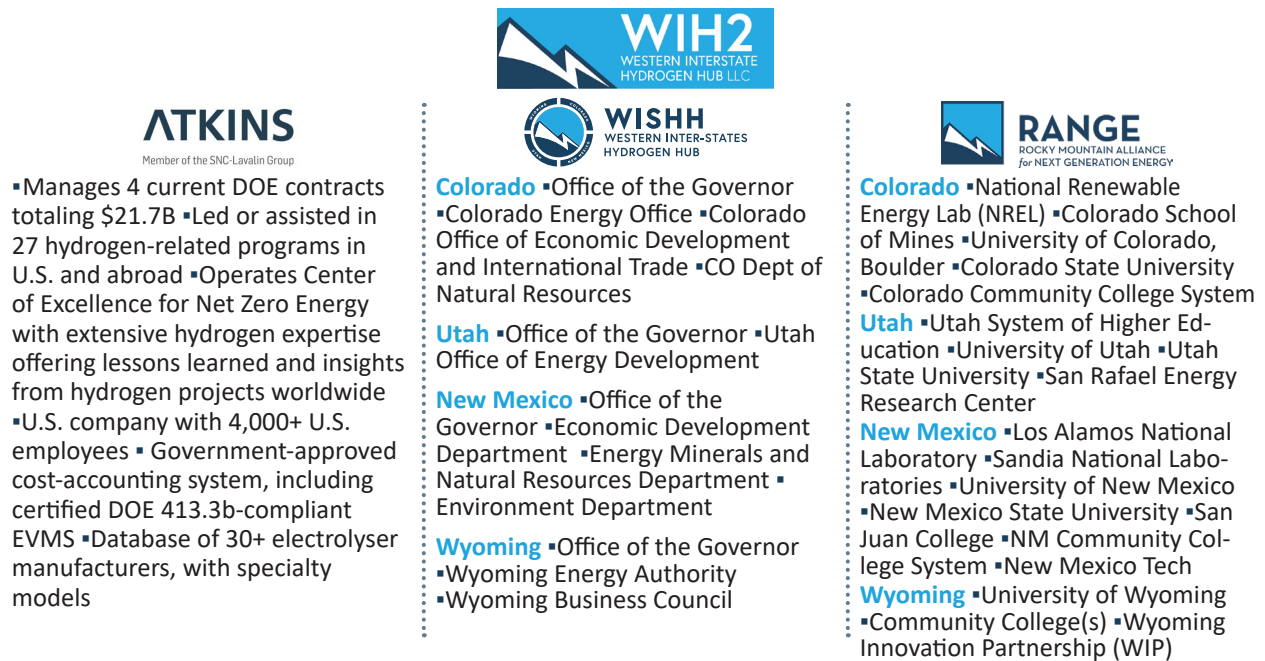 WIH2
WESTERN INTERSTATE
HYDROGEN HUB LLC
ATKINS
Member of the SNC-Lavalin Group
▪Manages 4 current DOE contracts
totaling $21.7B ▪Led or assisted in
27 hydrogen-related programs in
U.S. and abroad ▪Operates Center
of Excellence for Net Zero Energy
with extensive hydrogen expertise
offering lessons learned and insights
from hydrogen projects worldwide
▪U.S. company with 4,000+ U.S.
employees ▪ Government-approved
cost-accounting system, including
certified DOE 413.3b-compliant
EVMS ▪Database of 30+ electrolyser
manufacturers, with specialty
models
WISHH
WESTERN INTER-STATES
HYDROGEN HUB
Colorado ▪Office of the Governor
▪Colorado Energy Office ▪Colorado
Office of Economic Development
and International Trade ▪CO Dept of
Natural Resources
Utah ▪Office of the Governor ▪Utah
Office of Energy Development
New Mexico ▪Office of the
Governor ▪Economic Development
Department ▪Energy Minerals and
Natural Resources Department ▪
Environment Department
Wyoming ▪Office of the Governor
▪Wyoming Energy Authority
▪Wyoming Business Council
RANGE
ROCKY MOUNTAIN ALLIANCE
for NEXT GENERATION ENERGY
Colorado ▪National Renewable
Energy Lab (NREL) ▪Colorado School
of Mines ▪University of Colorado,
Boulder ▪Colorado State University
▪Colorado Community College System
Utah ▪Utah System of Higher Ed-
ucation ▪University of Utah ▪Utah
State University ▪San Rafael Energy
Research Center
New Mexico ▪Los Alamos National
Laboratory ▪Sandia National Labo-
ratories ▪University of New Mexico
▪New Mexico State University ▪San
Juan College ▪NM Community Col-
lege System ▪New Mexico Tech
Wyoming ▪University of Wyoming
▪Community College(s) ▪Wyoming
Innovation Partnership (WIP)